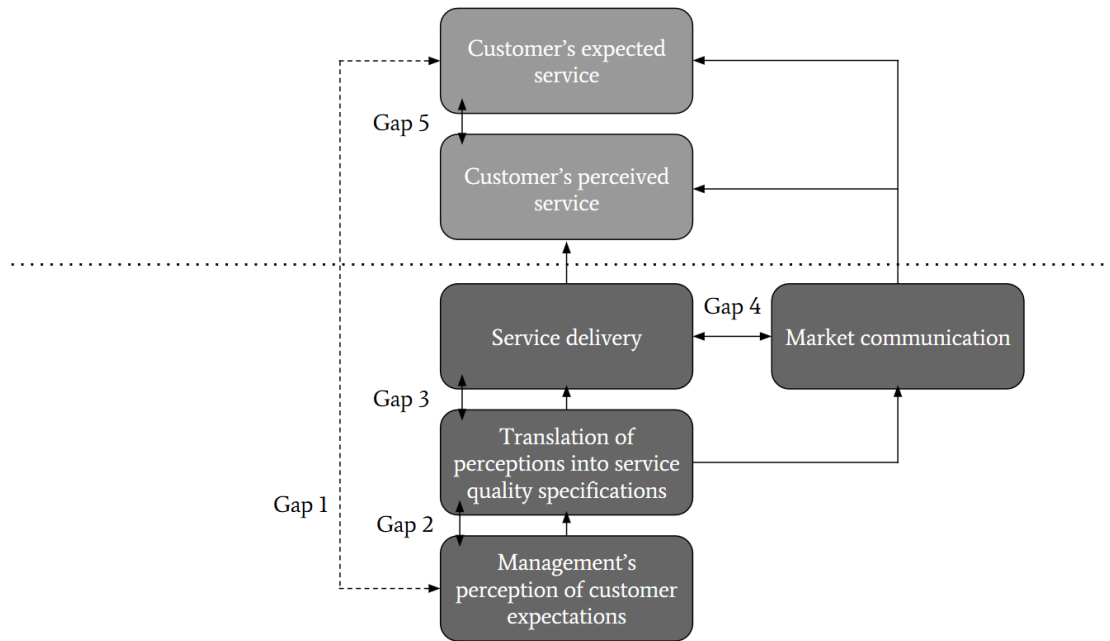 Customer’s expected
service
Gap 5
Customer’s perceived
service
Gap 4
Service delivery
Market communication
Gap 3
Translation of
perceptions into service
quality specifications
Gap 1
Gap 2
Management’s
perception of customer
expectations